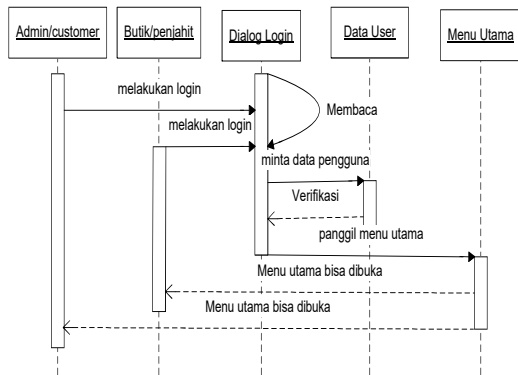 Admin/customer
Butik/penjahit
Dialog Login
Data User
Menu Utama
melakukan login
Membaca
melakukan login
minta data pengguna
Verifikasi
panggil menu utama
Menu utama bisa dibuka
Menu utama bisa dibuka